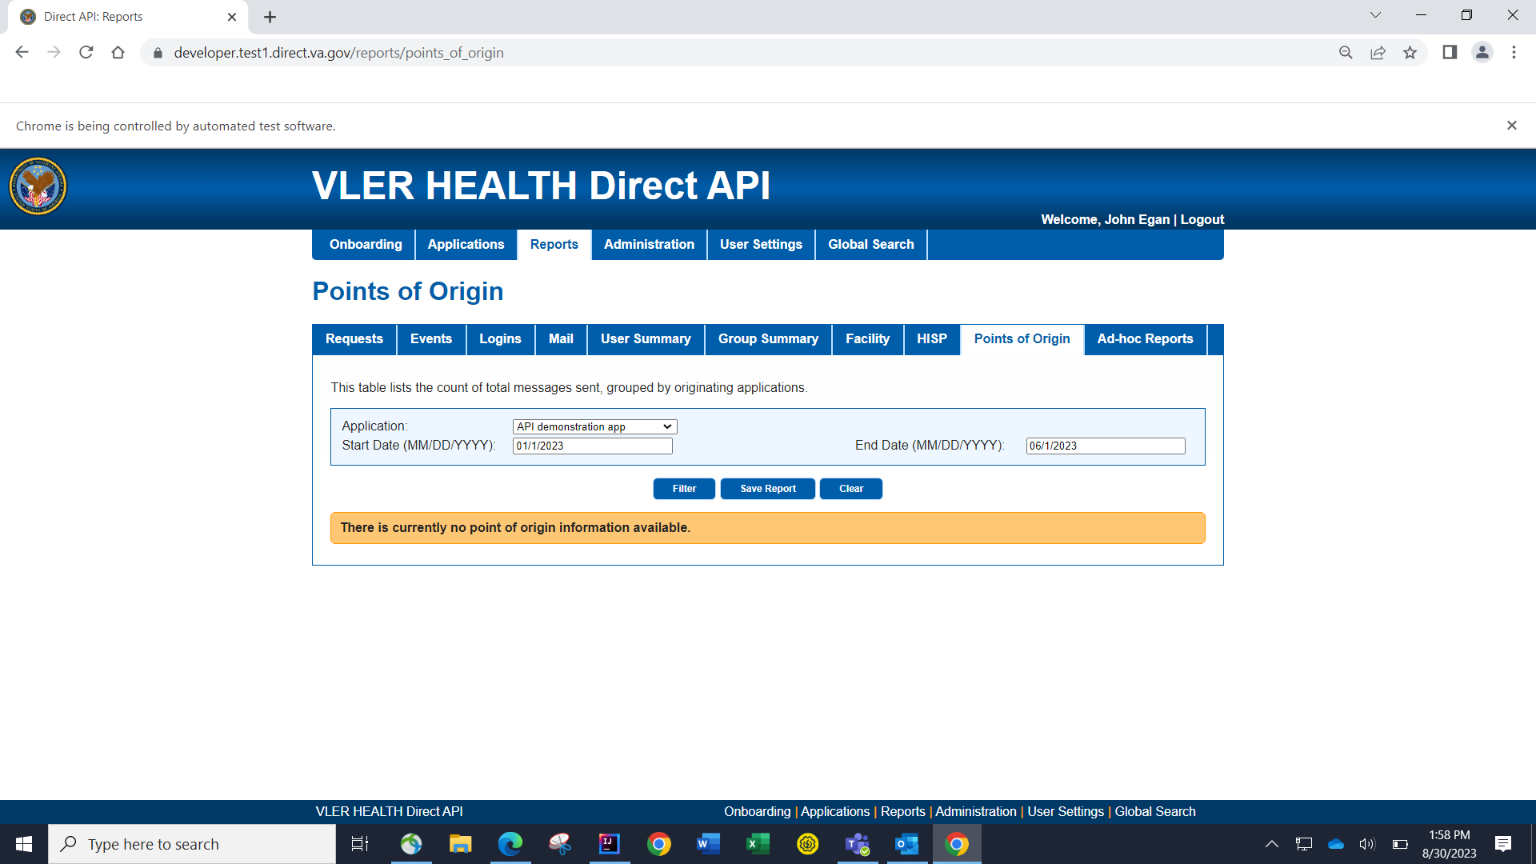 Direct API: Reports
developer.test1.direct.va.gov/reports/points_of_origin
Chrome is being controlled by automated test software.
VLER HEALTH Direct API
Welcome, John Egan | Logout
Onboarding Applications Reports Administration User Settings Global Search
Points of Origin
Requests Events Logins Mail User Summary Group Summary Facility HISP Points of Origin Ad-hoc Reports
This table lists the count of total messages sent, grouped by originating applications.
Application: API demonstration app
Start Date (MM/DD/YYYY): 01/1/2023 End Date (MM/DD/YYYY): 06/1/2023
Filter Save Report Clear
There is currently no point of origin information available.
VLER HEALTH Direct API Onboarding | Applications | Reports | Administration | User Settings | Global Search
Type here to search
1:58 PM
8/30/2023